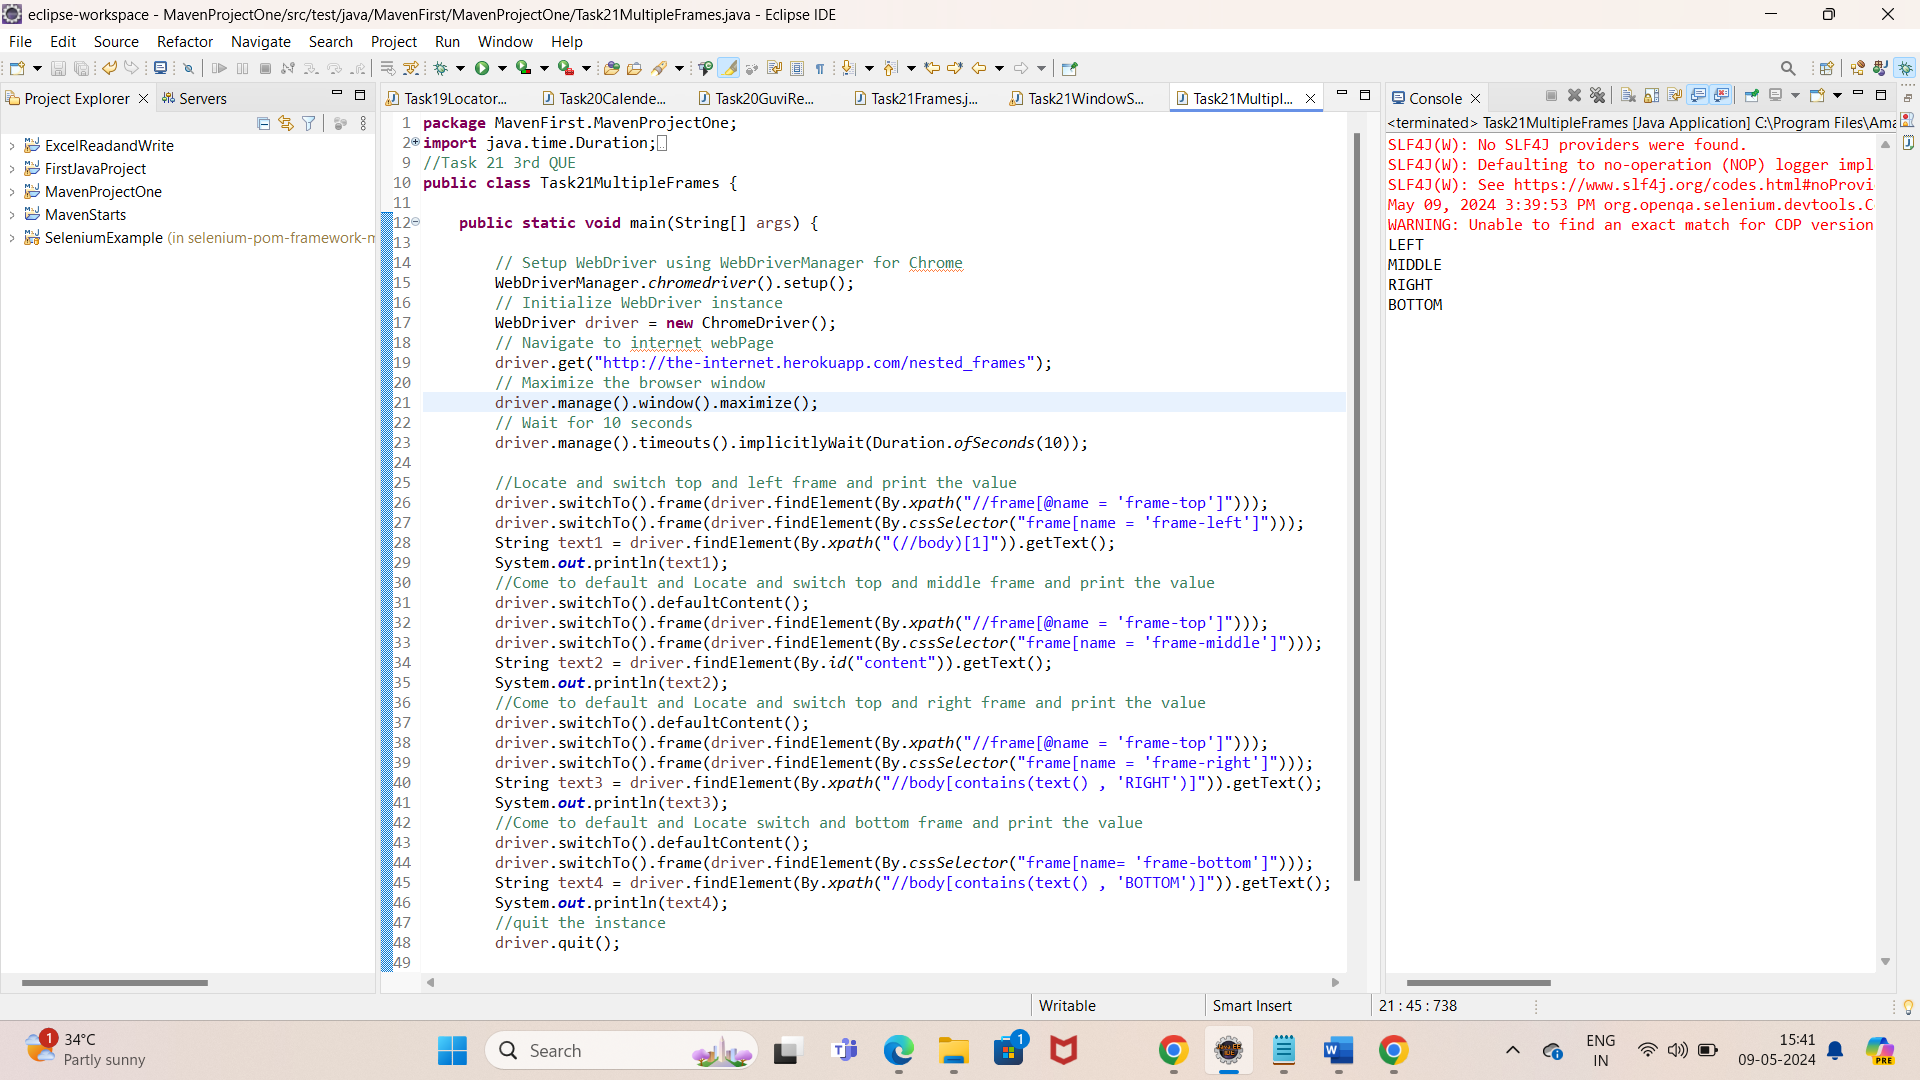 eclipse-workspace - MavenProjectOne/src/test/java/MavenFirst/MavenProjectOne/Task21MultipleFrames.java - Eclipse IDE
File Edit Source Refactor Navigate Search Project Run Window Help
Project Explorer
Servers
Task19Locator...
Task20Calende...
Task20GuviRe...
Task21Frames.j...
Task21WindowS...
Task21Multipl...
Console
ExcelReadandWrite
FirstJavaProject
MavenProjectOne
MavenStarts
SeleniumExample (in selenium-pom-framework-m
1 package MavenFirst.MavenProjectOne;
2 import java.time.Duration;
9 //Task 21 3rd QUE
10 public class Task21MultipleFrames {
11
12 public static void main(String[] args) {
13
14 // Setup WebDriver using WebDriverManager for Chrome
15 WebDriverManager.chromedriver().setup();
16 // Initialize WebDriver instance
17 WebDriver driver = new ChromeDriver();
18 // Navigate to internet webPage
19 driver.get("http://the-internet.herokuapp.com/nested_frames");
20 // Maximize the browser window
21 driver.manage().window().maximize();
22 // Wait for 10 seconds
23 driver.manage().timeouts().implicitlyWait(Duration.ofSeconds(10));
24
25 //Locate and switch top and left frame and print the value
26 driver.switchTo().frame(driver.findElement(By.xpath("//frame[@name = 'frame-top']")));
27 driver.switchTo().frame(driver.findElement(By.cssSelector("frame[name = 'frame-left']")));
28 String text1 = driver.findElement(By.xpath("(//body)[1]")).getText();
29 System.out.println(text1);
30 //Come to default and Locate and switch top and middle frame and print the value
31 driver.switchTo().defaultContent();
32 driver.switchTo().frame(driver.findElement(By.xpath("//frame[@name = 'frame-top']")));
33 driver.switchTo().frame(driver.findElement(By.cssSelector("frame[name = 'frame-middle']")));
34 String text2 = driver.findElement(By.id("content")).getText();
35 System.out.println(text2);
36 //Come to default and Locate and switch top and right frame and print the value
37 driver.switchTo().defaultContent();
38 driver.switchTo().frame(driver.findElement(By.xpath("//frame[@name = 'frame-top']")));
39 driver.switchTo().frame(driver.findElement(By.cssSelector("frame[name = 'frame-right']")));
40 String text3 = driver.findElement(By.xpath("//body[contains(text() , 'RIGHT')]")).getText();
41 System.out.println(text3);
42 //Come to default and Locate switch and bottom frame and print the value
43 driver.switchTo().defaultContent();
44 driver.switchTo().frame(driver.findElement(By.cssSelector("frame[name= 'frame-bottom']")));
45 String text4 = driver.findElement(By.xpath("//body[contains(text() , 'BOTTOM')]")).getText();
46 System.out.println(text4);
47 //quit the instance
48 driver.quit();
49
<terminated> Task21MultipleFrames [Java Application] C:\Program Files\Ama
SLF4J(W): No SLF4J providers were found.
SLF4J(W): Defaulting to no-operation (NOP) logger impl
SLF4J(W): See https://www.slf4j.org/codes.html#noProvi
May 09, 2024 3:39:53 PM org.openqa.selenium.devtools.C
WARNING: Unable to find an exact match for CDP version
LEFT
MIDDLE
RIGHT
BOTTOM
Writable
Smart Insert
21 : 45 : 738
1
34°C
Partly sunny
Search
1
ENG
IN
15:41
09-05-2024
PRE